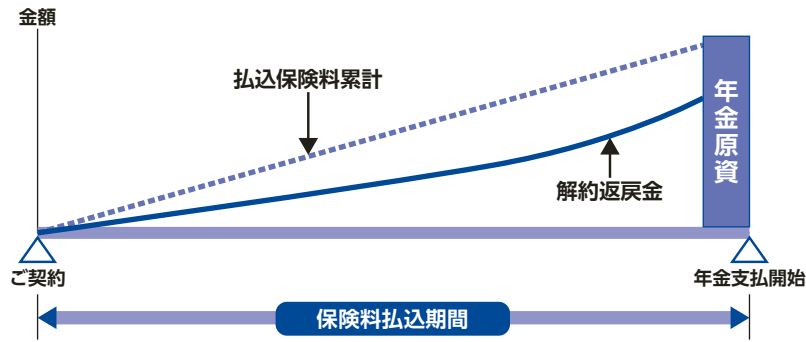 金額
払込保険料累計
年金原資
解約返戻金
ご契約
年金支払開始
保険料払込期間